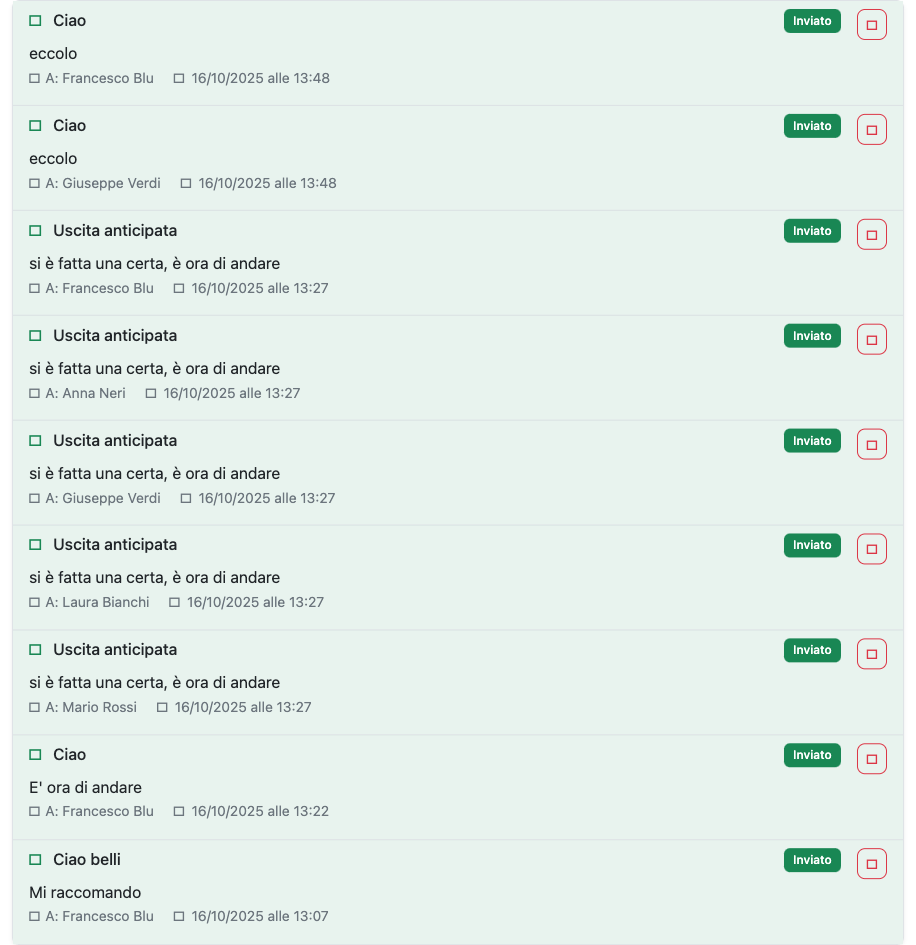 Ciao
Inviato
eccolo
A: Francesco Blu 16/10/2025 alle 13:48
Ciao
Inviato
eccolo
A: Giuseppe Verdi 16/10/2025 alle 13:48
Uscita anticipata
Inviato
si è fatta una certa, è ora di andare
A: Francesco Blu 16/10/2025 alle 13:27
Uscita anticipata
Inviato
si è fatta una certa, è ora di andare
A: Anna Neri 16/10/2025 alle 13:27
Uscita anticipata
Inviato
si è fatta una certa, è ora di andare
A: Giuseppe Verdi 16/10/2025 alle 13:27
Uscita anticipata
Inviato
si è fatta una certa, è ora di andare
A: Laura Bianchi 16/10/2025 alle 13:27
Uscita anticipata
Inviato
si è fatta una certa, è ora di andare
A: Mario Rossi 16/10/2025 alle 13:27
Ciao
Inviato
E' ora di andare
A: Francesco Blu 16/10/2025 alle 13:22
Ciao belli
Inviato
Mi raccomando
A: Francesco Blu 16/10/2025 alle 13:07